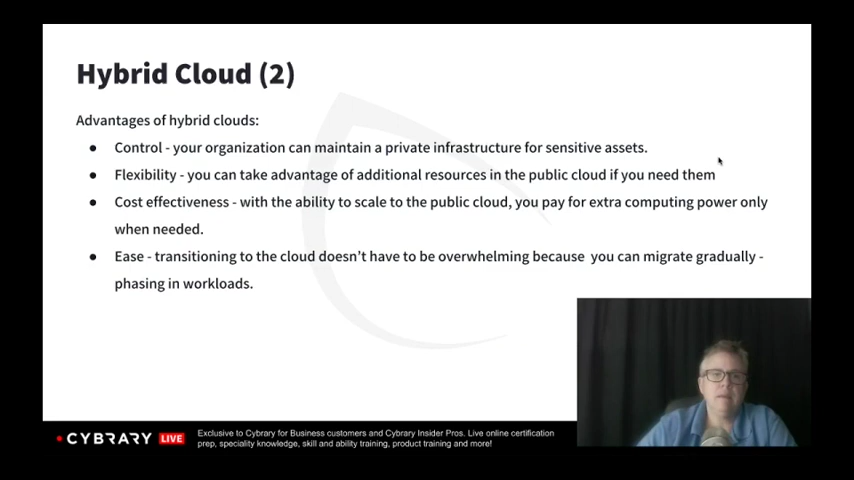 Hybrid Cloud (2)
Advantages of hybrid clouds:
● Control - your organization can maintain a private infrastructure for sensitive assets.
● Flexibility - you can take advantage of additional resources in the public cloud if you need them
● Cost effectiveness - with the ability to scale to the public cloud, you pay for extra computing power only
when needed.
● Ease - transitioning to the cloud doesn’t have to be overwhelming because  you can migrate gradually -
phasing in workloads.
CYBRARY LIVE
Exclusive to Cybrary for Business customers and Cybrary Insider Pros. Live online certification
prep, speciality knowledge, skill and ability training, product training and more!